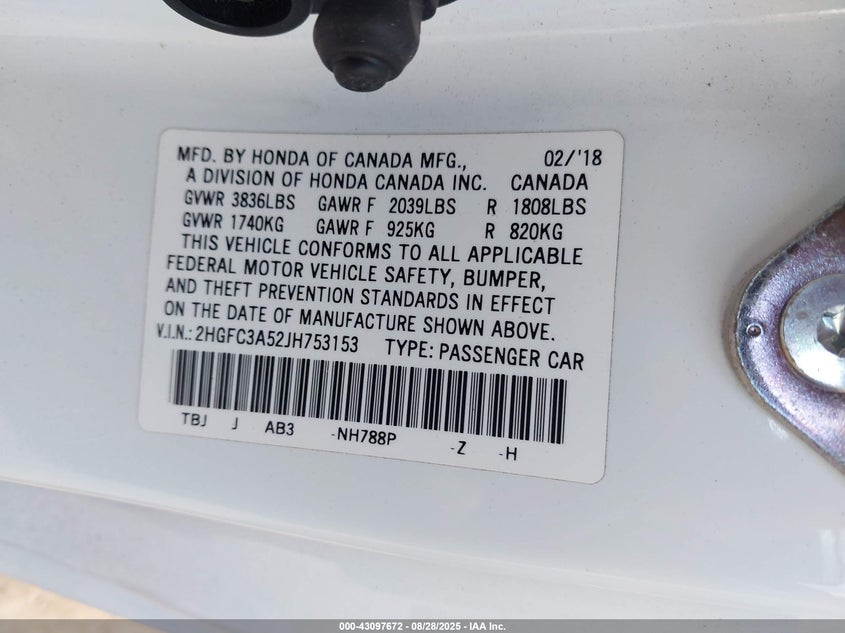 MFD. BY HONDA OF CANADA MFG., 02/'18
A DIVISION OF HONDA CANADA INC. CANADA
GVWR 3836LBS GAWR F 2039LBS R 1808LBS
GVWR 1740KG GAWR F 925KG R 820KG
THIS VEHICLE CONFORMS TO ALL APPLICABLE
FEDERAL MOTOR VEHICLE SAFETY, BUMPER,
AND THEFT PREVENTION STANDARDS IN EFFECT
ON THE DATE OF MANUFACTURE SHOWN ABOVE.
V.I.N.: 2HGFC3A52JH753153 TYPE: PASSENGER CAR
TBJ J AB3 -NH788P -Z -H
000-43097672 - 08/28/2025 - IAA Inc.